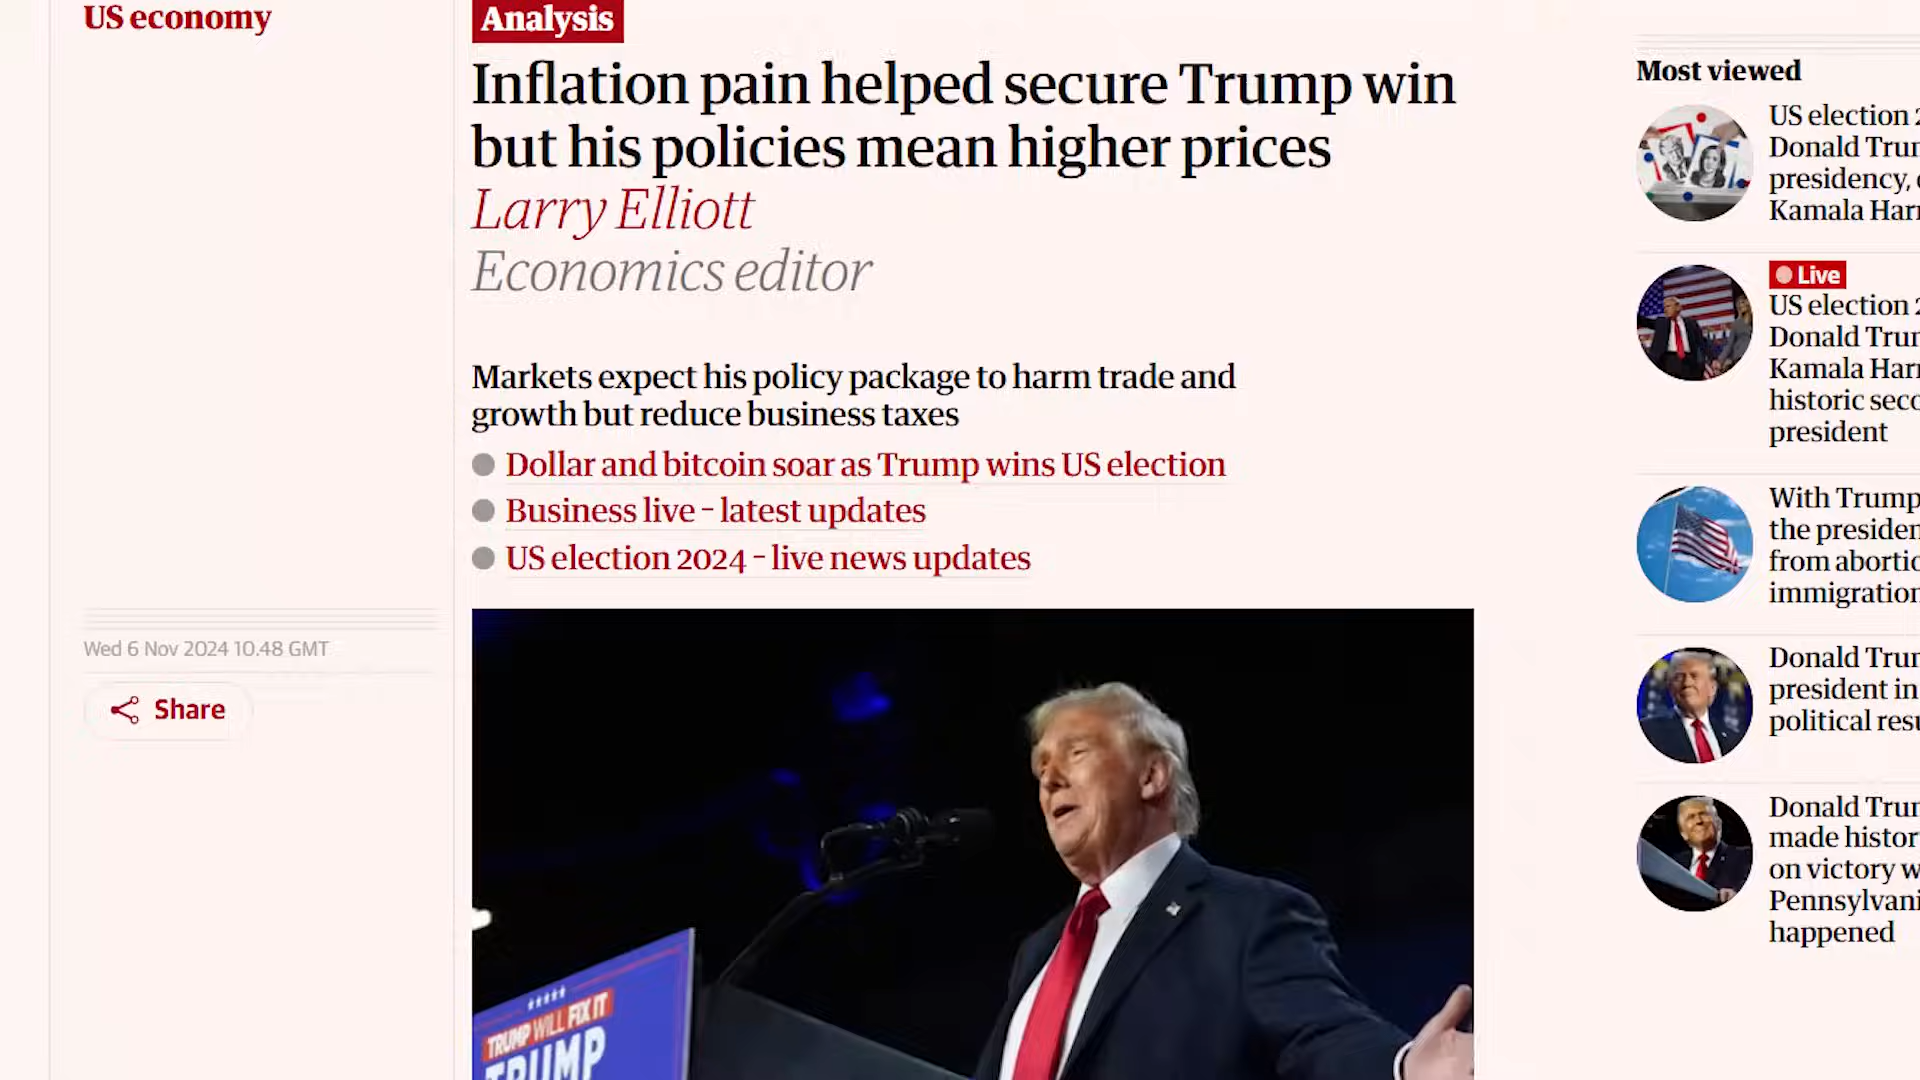 US economy
Analysis
Inflation pain helped secure Trump win
but his policies mean higher prices
Larry Elliott
Economics editor
Markets expect his policy package to harm trade and
growth but reduce business taxes
Dollar and bitcoin soar as Trump wins US election
Business live – latest updates
US election 2024 – live news updates
Wed 6 Nov 2024 10.48 GMT
Share
TRUMP WILL FIX IT
TRUMP
Most viewed
US election
Donald
presidency,
Kamala
Live
US election
Donald
Kamala
historic
president
With Trump
the
from
Donald
president in
political
Donald
made
on victory
happened